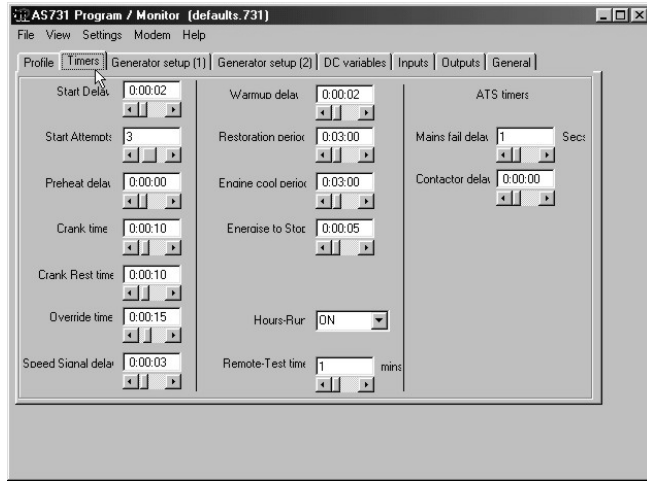 AS731 Program / Monitor (defaults.731)
File View Settings Modem Help
Profile Timers Generator setup (1) Generator setup (2) DC variables Inputs Outputs General
Start Delay 0:00:02
Start Attempts 3
Preheat delay 0:00:00
Crank time 0:00:10
Crank Rest time 0:00:10
Override time 0:00:15
Speed Signal delay 0:00:03
Warmup delay 0:00:02
Restoration period 0:03:00
Engine cool period 0:03:00
Energise to Stop 0:00:05
Hours-Run ON
Remote-Test time 1 mins
ATS timers
Mains fail delay 1 Secs
Contactor delay 0:00:00